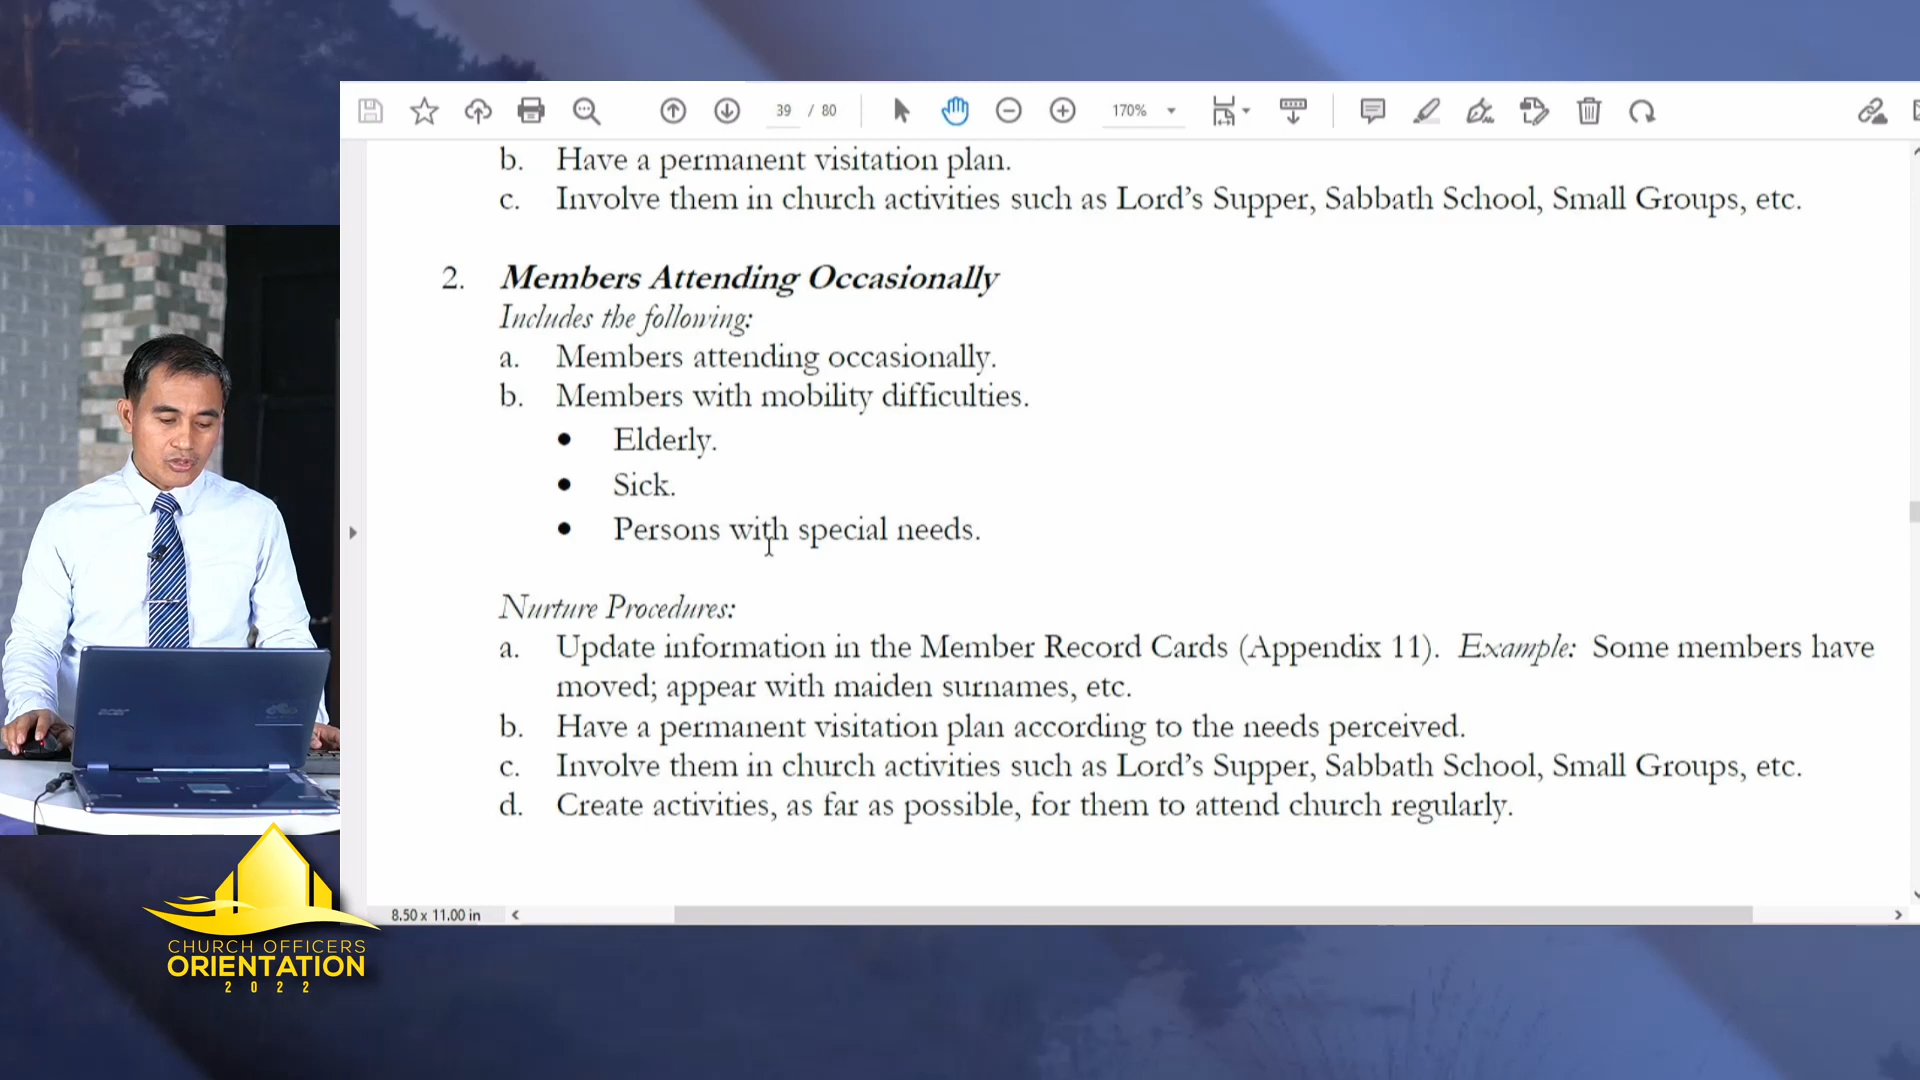 39 / 80
170%
b. Have a permanent visitation plan.
c. Involve them in church activities such as Lord's Supper, Sabbath School, Small Groups, etc.
2. Members Attending Occasionally
Includes the following:
a. Members attending occasionally.
b. Members with mobility difficulties.
• Elderly.
• Sick.
• Persons with special needs.
Nurture Procedures:
a. Update information in the Member Record Cards (Appendix 11). Example: Some members have
moved; appear with maiden surnames, etc.
b. Have a permanent visitation plan according to the needs perceived.
c. Involve them in church activities such as Lord's Supper, Sabbath School, Small Groups, etc.
d. Create activities, as far as possible, for them to attend church regularly.
8.50 x 11.00 in
acer
CHURCH OFFICERS
ORIENTATION
2022